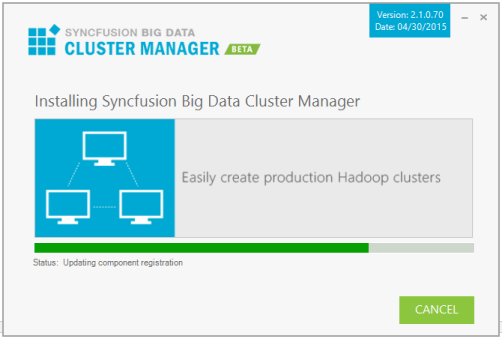 Version: 2.1.0.70
Date: 04/30/2015
SYNCFUSION BIG DATA
CLUSTER MANAGER BETA
Installing Syncfusion Big Data Cluster Manager
Easily create production Hadoop clusters
Status: Updating component registration
CANCEL